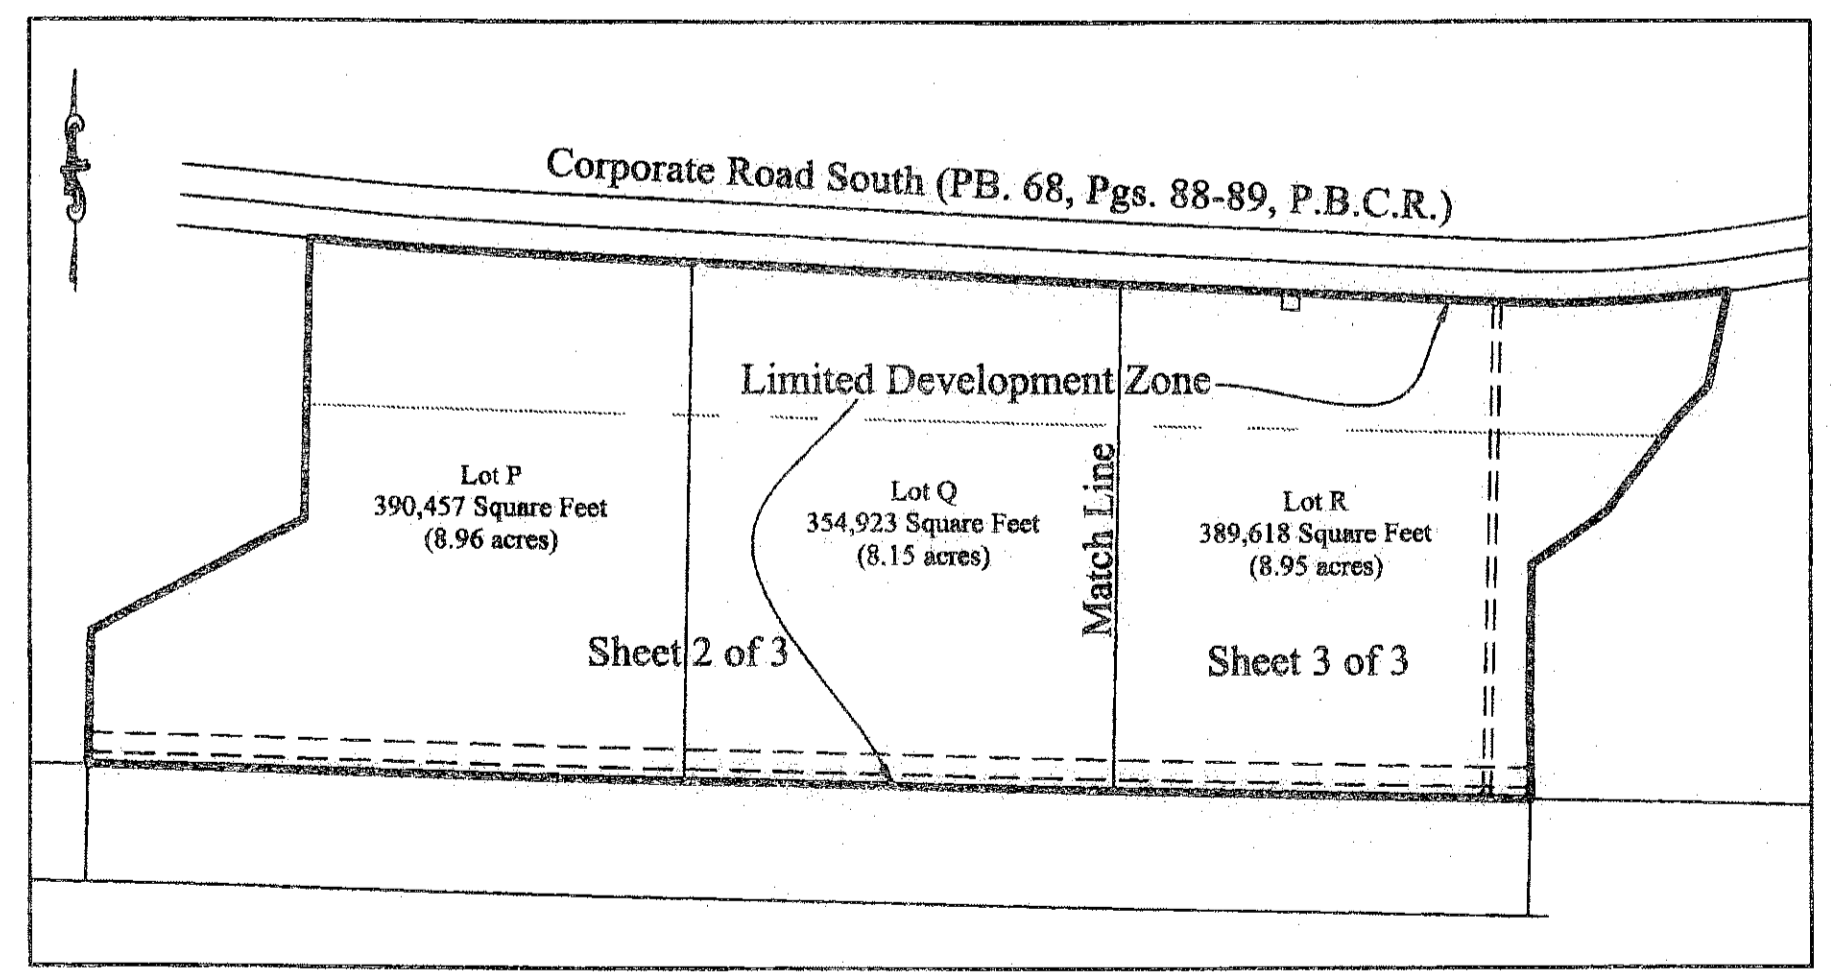 Corporate Road South (PB. 68, Pgs. 88-89, P.B.C.R.)
Limited Development Zone
Lot P
390,457 Square Feet
(8.96 acres)
Lot Q
354,923 Square Feet
(8.15 acres)
Match Line
Lot R
389,618 Square Feet
(8.95 acres)
Sheet 2 of 3
Sheet 3 of 3